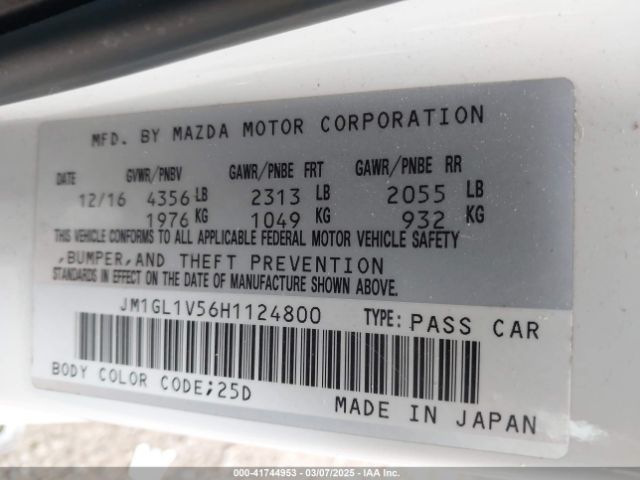 MFD. BY MAZDA MOTOR CORPORATION
DATE GVWR/PNBV GAWR/PNBE FRT GAWR/PNBE RR
12/16 4356 LB 2313 LB 2055 LB
1976 KG 1049 KG 932 KG
THIS VEHICLE CONFORMS TO ALL APPLICABLE FEDERAL MOTOR VEHICLE SAFETY
,BUMPER,AND THEFT PREVENTION
STANDARDS IN EFFECT ON THE DATE OF MANUFACTURE SHOWN ABOVE.
JM1GL1V56H1124800 TYPE: PASS CAR
BODY COLOR CODE;25D
MADE IN JAPAN
000-41744953 — 03/07/2025 — IAA Inc.